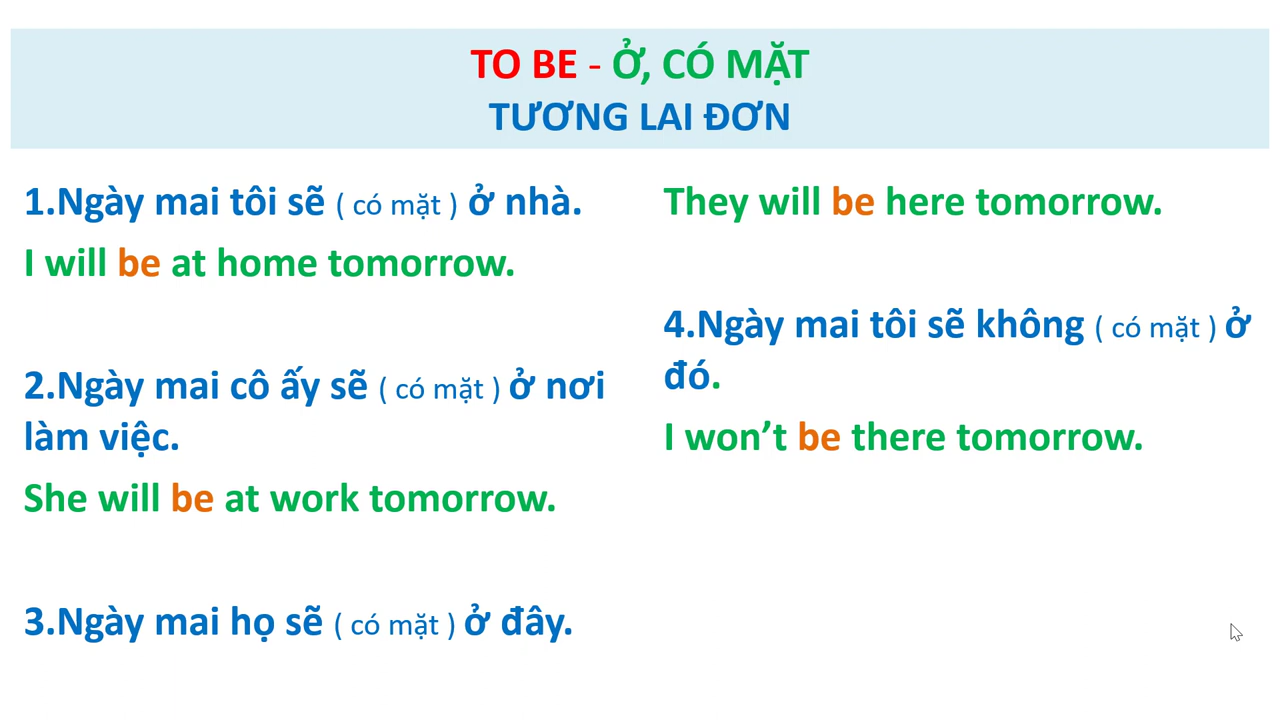 TO BE - Ở, CÓ MẶT
TƯƠNG LAI ĐƠN
1.Ngày mai tôi sẽ ( có mặt ) ở nhà.
I will be at home tomorrow.
2.Ngày mai cô ấy sẽ ( có mặt ) ở nơi
làm việc.
She will be at work tomorrow.
3.Ngày mai họ sẽ ( có mặt ) ở đây.
They will be here tomorrow.
4.Ngày mai tôi sẽ không ( có mặt ) ở
đó.
I won’t be there tomorrow.